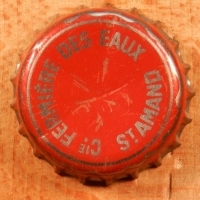 Cie FERMIÈRE DES EAUX
ST AMAND